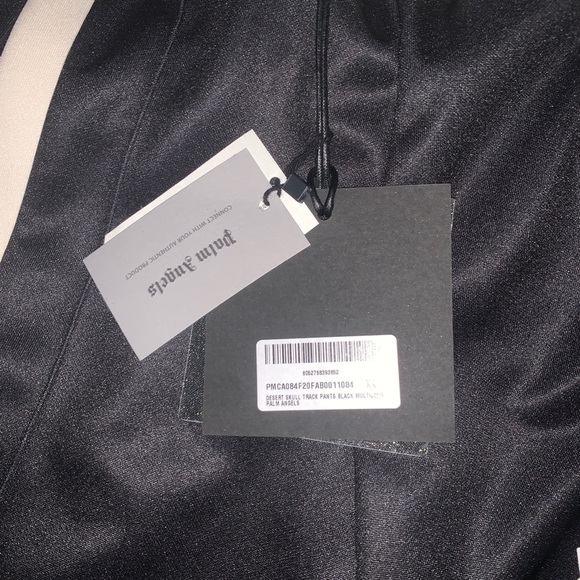 Palm Angels
CONNECT WITH YOUR AUTHENTIC PRODUCT
PMCA084F20FAB0011084
DESERT SKULL TRACK PANTS BLACK MULTICOLOR
PALM ANGELS